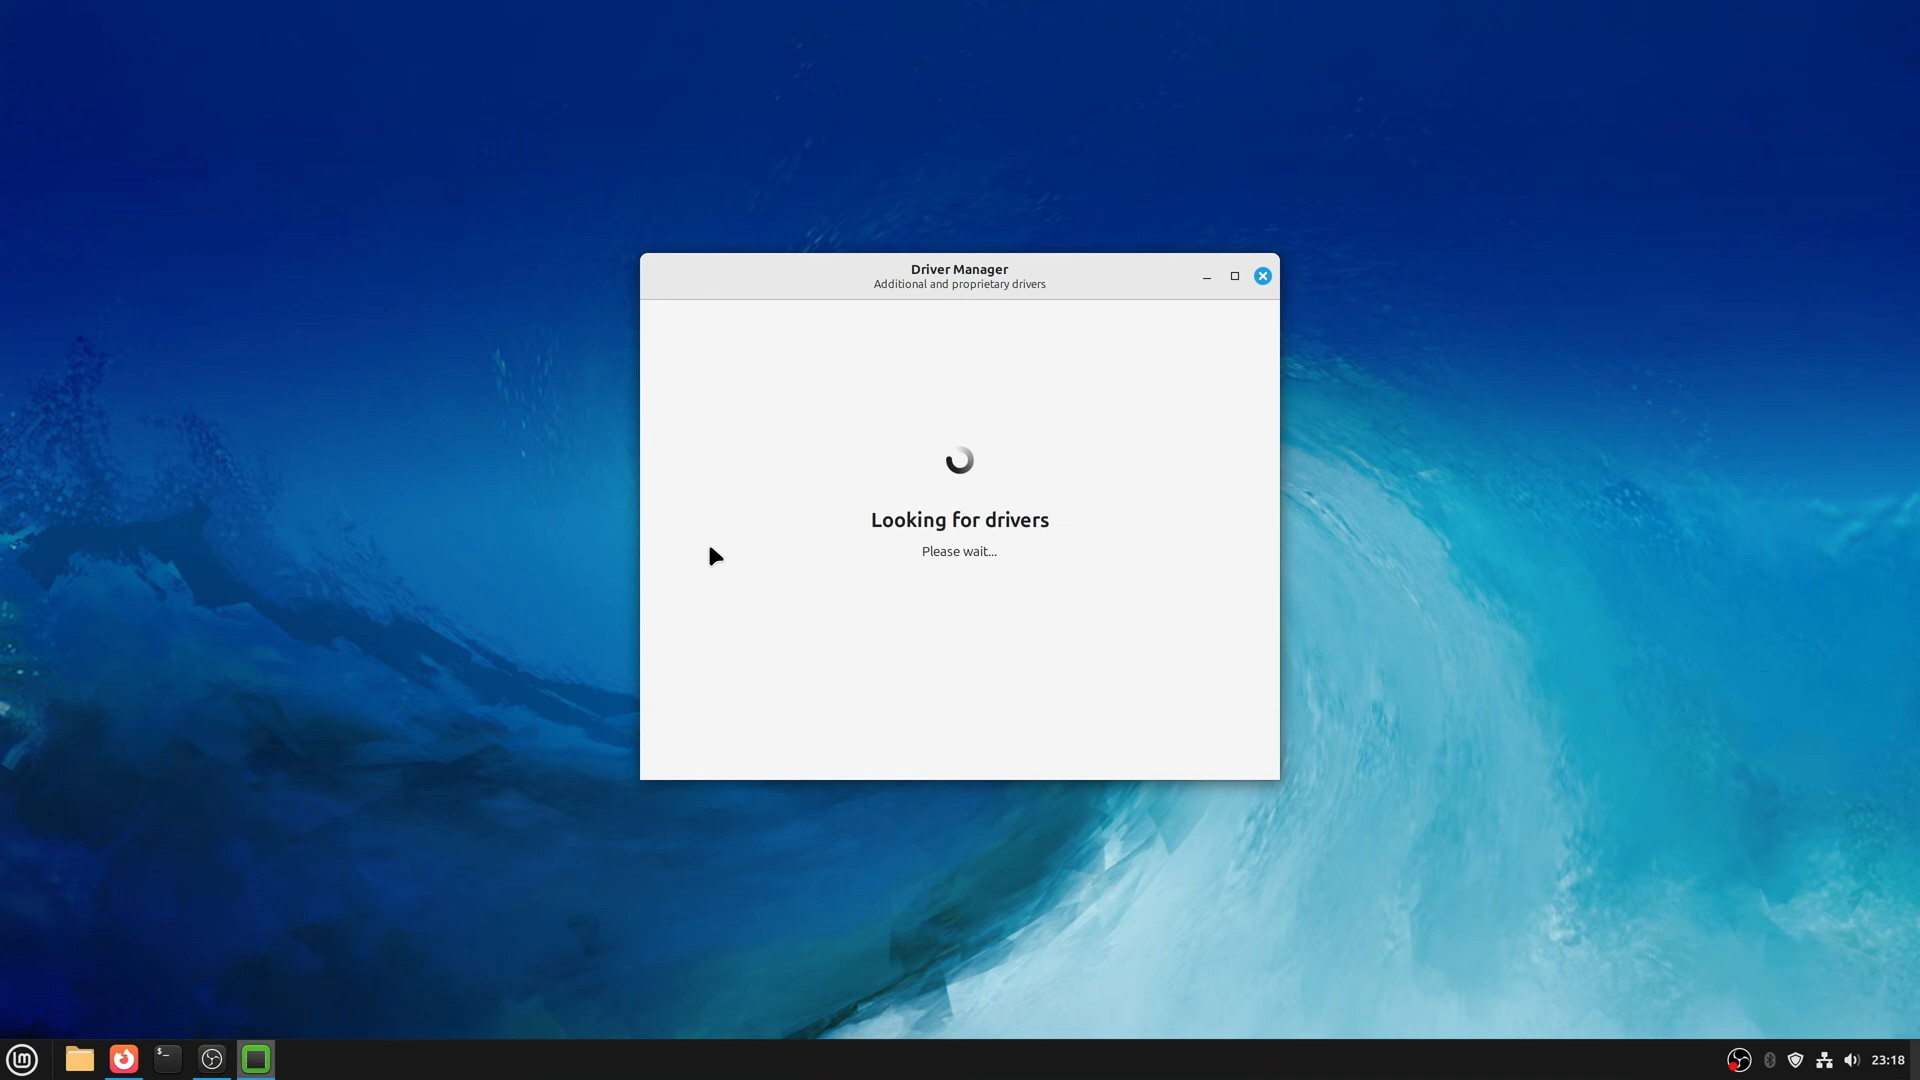 Driver Manager
Additional and proprietary drivers
Looking for drivers
Please wait...
$_
23:18